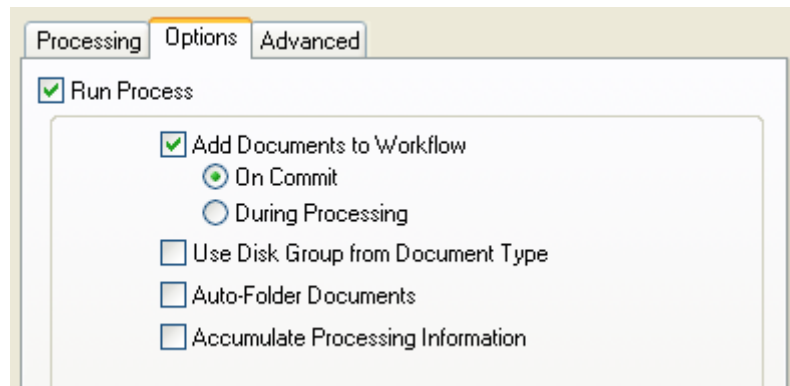 Processing Options Advanced
Run Process
Add Documents to Workflow
On Commit
During Processing
Use Disk Group from Document Type
Auto-Folder Documents
Accumulate Processing Information